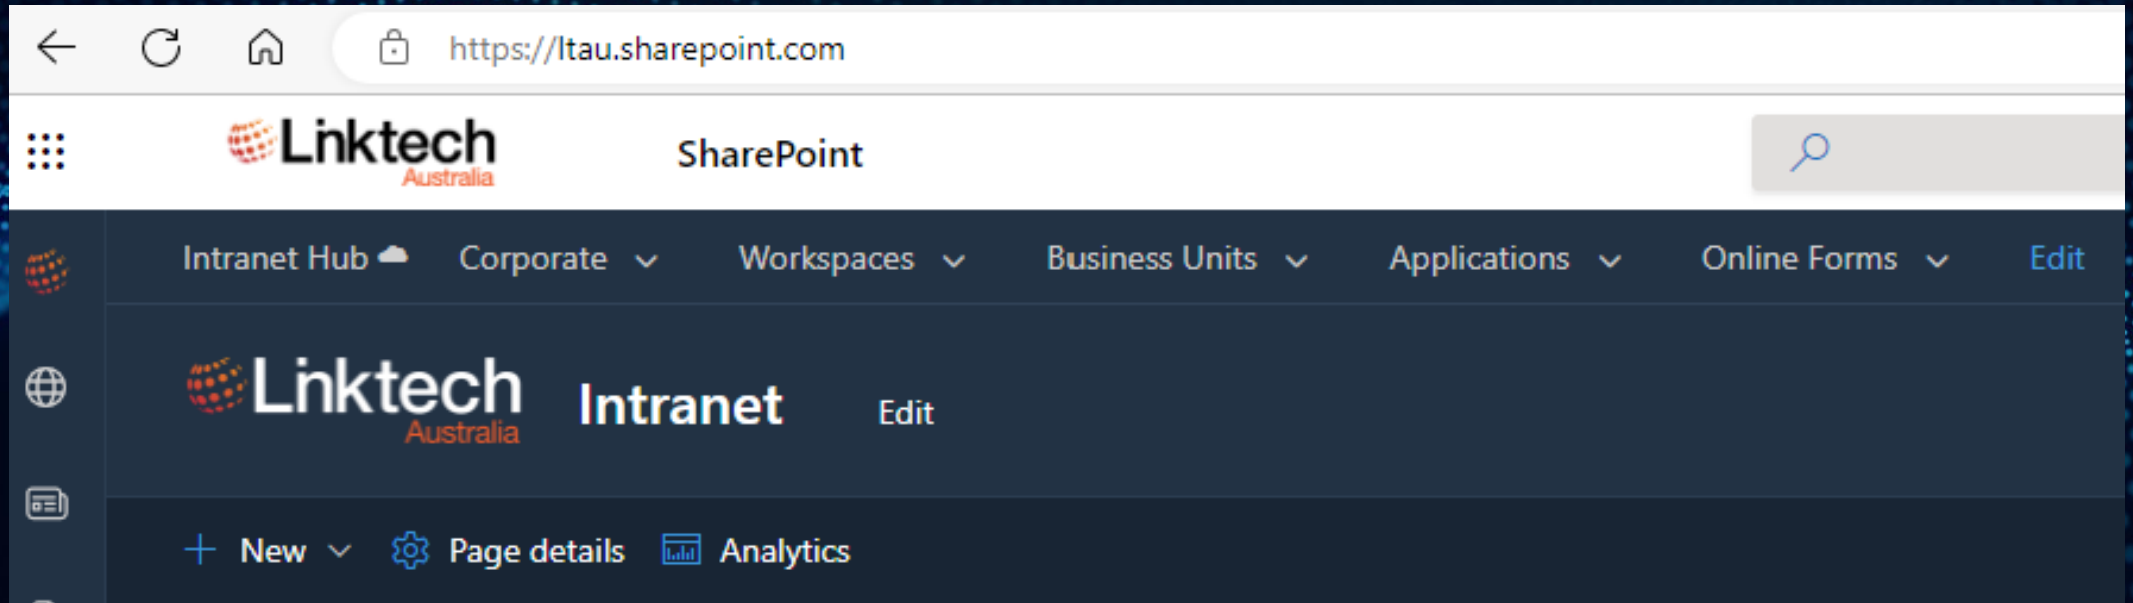 https://ltau.sharepoint.com
Linktech
Australia
SharePoint
Intranet Hub Corporate Workspaces Business Units Applications Online Forms Edit
Linktech
Australia
Intranet Edit
New Page details Analytics